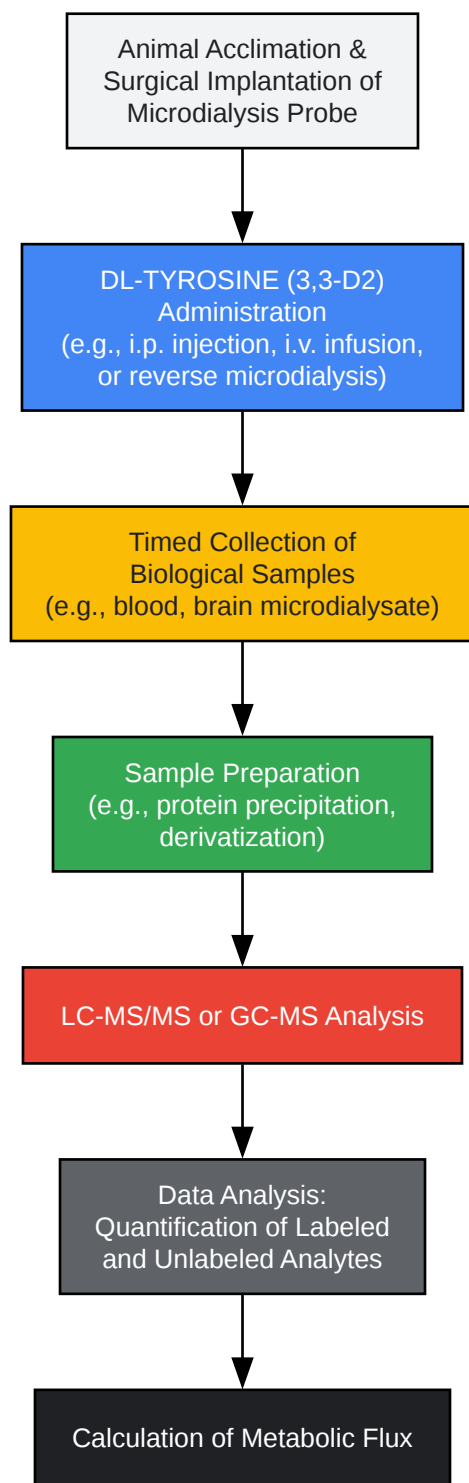 Animal Acclimation &
Surgical Implantation of
Microdialysis Probe
DL-TYROSINE (3,3-D2)
Administration
(e.g., i.p. injection, i.v. infusion,
or reverse microdialysis)
Timed Collection of
Biological Samples
(e.g., blood, brain microdialysate)
Sample Preparation
(e.g., protein precipitation,
derivatization)
LC-MS/MS or GC-MS Analysis
Data Analysis:
Quantification of Labeled
and Unlabeled Analytes
Calculation of Metabolic Flux